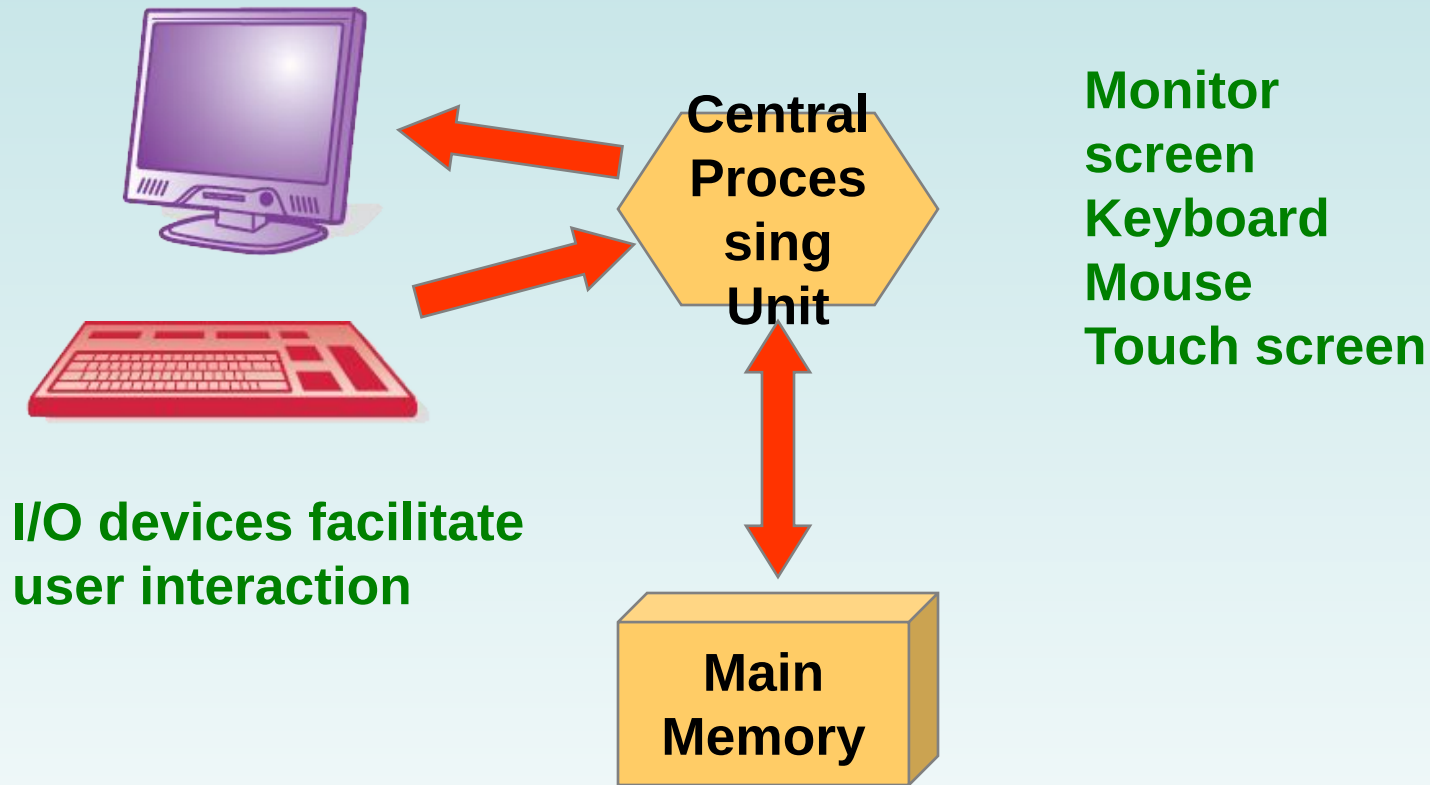 Central
Proces
sing
Unit
Monitor
screen
Keyboard
Mouse
Touch screen
I/O devices facilitate
user interaction
Main
Memory